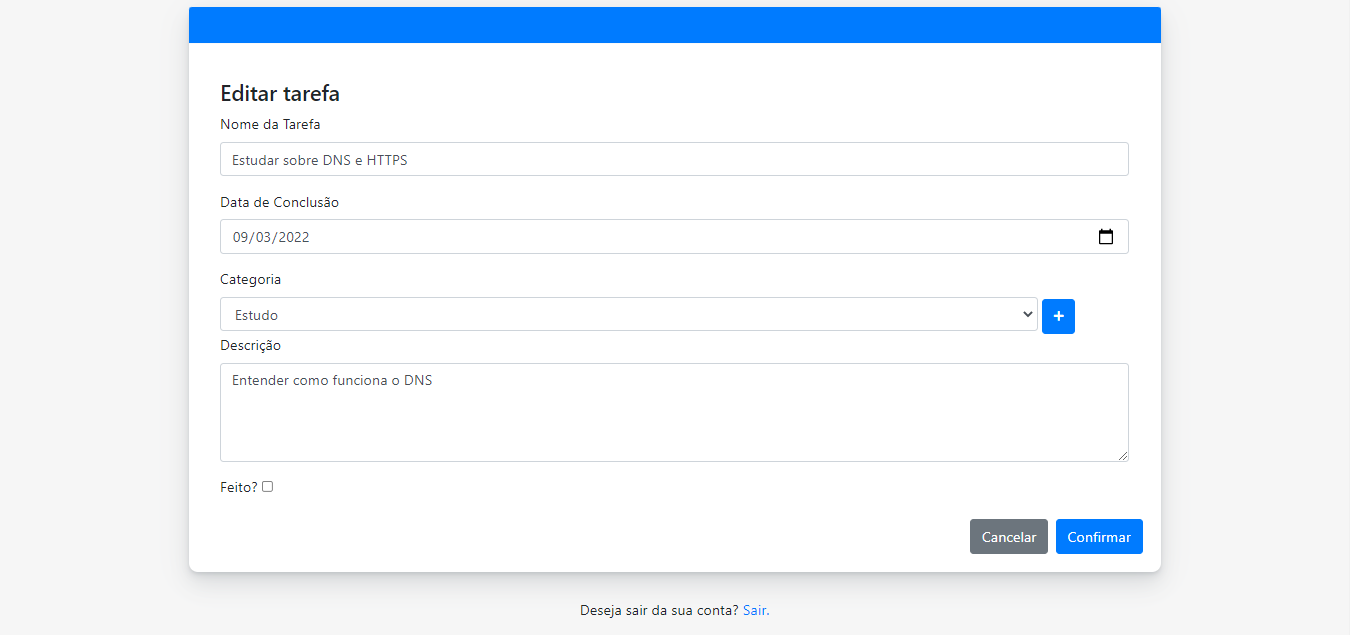 Editar tarefa
Nome da Tarefa
Estudar sobre DNS e HTTPS
Data de Conclusão
09/03/2022
Categoria
Estudo
+
Descrição
Entender como funciona o DNS
Feito?
Cancelar Confirmar
Deseja sair da sua conta? Sair.